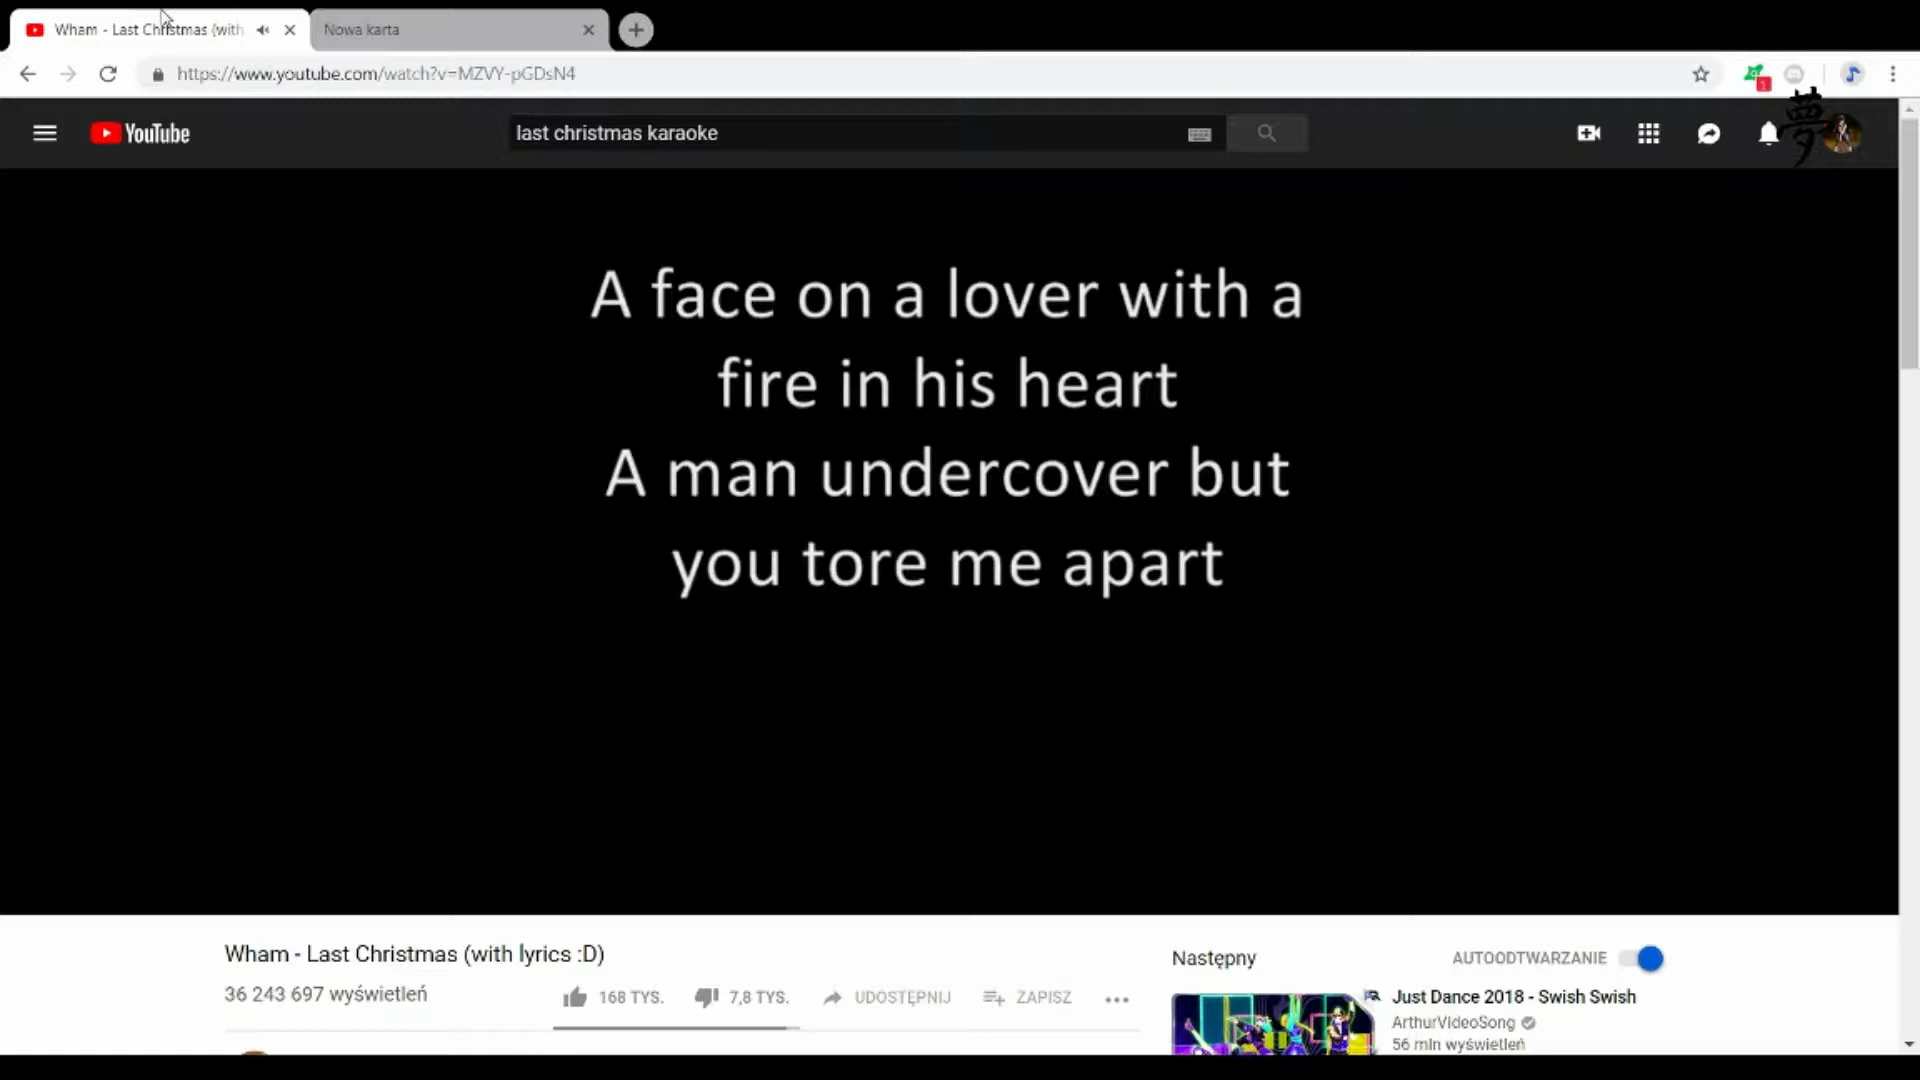 Wham - Last Christmas (with
Nowa karta
https://www.youtube.com/watch?v=MZVY-pGDsN4
1
YouTube
last christmas karaoke
夢
A face on a lover with a
fire in his heart
A man undercover but
you tore me apart
Wham - Last Christmas (with lyrics :D)
36 243 697 wyświetleń
168 TYS.
7,8 TYS.
UDOSTĘPNIJ
ZAPISZ
Następny
AUTOODTWARZANIE
Just Dance 2018 - Swish Swish
ArthurVideoSong
56 mln wyświetleń